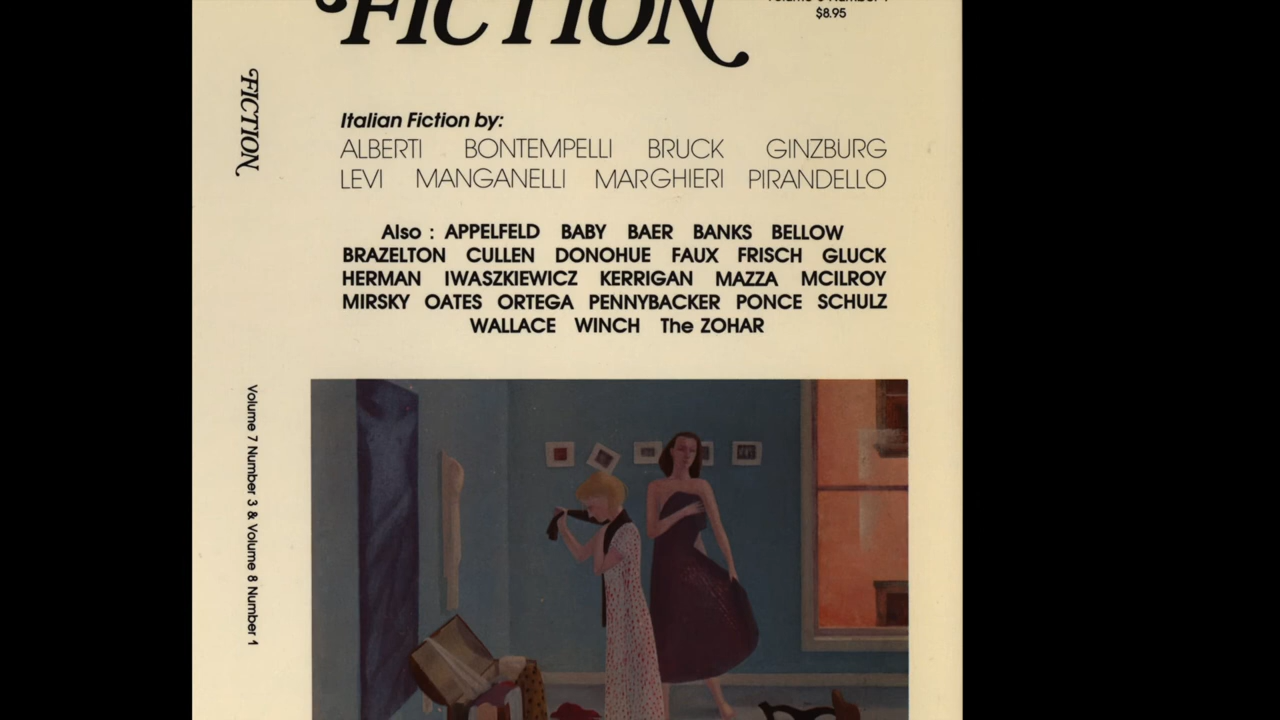 FICTION
$8.95
FICTION
Italian Fiction by:
ALBERTI BONTEMPELLI BRUCK GINZBURG
LEVI MANGANELLI MARGHIERI PIRANDELLO
Also : APPELFELD BABY BAER BANKS BELLOW
BRAZELTON CULLEN DONOHUE FAUX FRISCH GLUCK
HERMAN IWASZKIEWICZ KERRIGAN MAZZA MCILROY
MIRSKY OATES ORTEGA PENNYBACKER PONCE SCHULZ
WALLACE WINCH The ZOHAR
Volume 7 Number 3 & Volume 8 Number 1